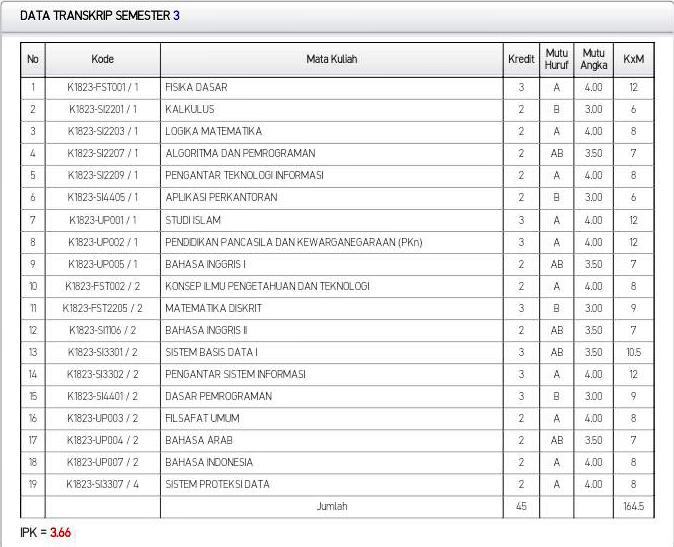 DATA TRANSKRIP SEMESTER 3
No Kode Mata Kuliah Kredit Mutu Huruf Mutu Angka KxM
1 K1823-FST001 / 1 FISIKA DASAR 3 A 4.00 12
2 K1823-SI2201 / 1 KALKULUS 2 B 3.00 6
3 K1823-SI2203 / 1 LOGIKA MATEMATIKA 2 A 4.00 8
4 K1823-SI2207 / 1 ALGORITMA DAN PEMROGRAMAN 2 AB 3.50 7
5 K1823-SI2209 / 1 PENGANTAR TEKNOLOGI INFORMASI 2 A 4.00 8
6 K1823-SI4405 / 1 APLIKASI PERKANTORAN 2 B 3.00 6
7 K1823-UP001 / 1 STUDI ISLAM 3 A 4.00 12
8 K1823-UP002 / 1 PENDIDIKAN PANCASILA DAN KEWARGANEGARAAN (PKn) 3 A 4.00 12
9 K1823-UP005 / 1 BAHASA INGGRIS I 2 AB 3.50 7
10 K1823-FST002 / 2 KONSEP ILMU PENGETAHUAN DAN TEKNOLOGI 2 A 4.00 8
11 K1823-FST2205 / 2 MATEMATIKA DISKRIT 3 B 3.00 9
12 K1823-SI1106 / 2 BAHASA INGGRIS II 2 AB 3.50 7
13 K1823-SI3301 / 2 SISTEM BASIS DATA I 3 AB 3.50 10.5
14 K1823-SI3302 / 2 PENGANTAR SISTEM INFORMASI 3 A 4.00 12
15 K1823-SI4401 / 2 DASAR PEMROGRAMAN 3 B 3.00 9
16 K1823-UP003 / 2 FILSAFAT UMUM 2 A 4.00 8
17 K1823-UP004 / 2 BAHASA ARAB 2 AB 3.50 7
18 K1823-UP007 / 2 BAHASA INDONESIA 2 A 4.00 8
19 K1823-SI3307 / 4 SISTEM PROTEKSI DATA 2 A 4.00 8
Jumlah 45 164.5
IPK = 3.66